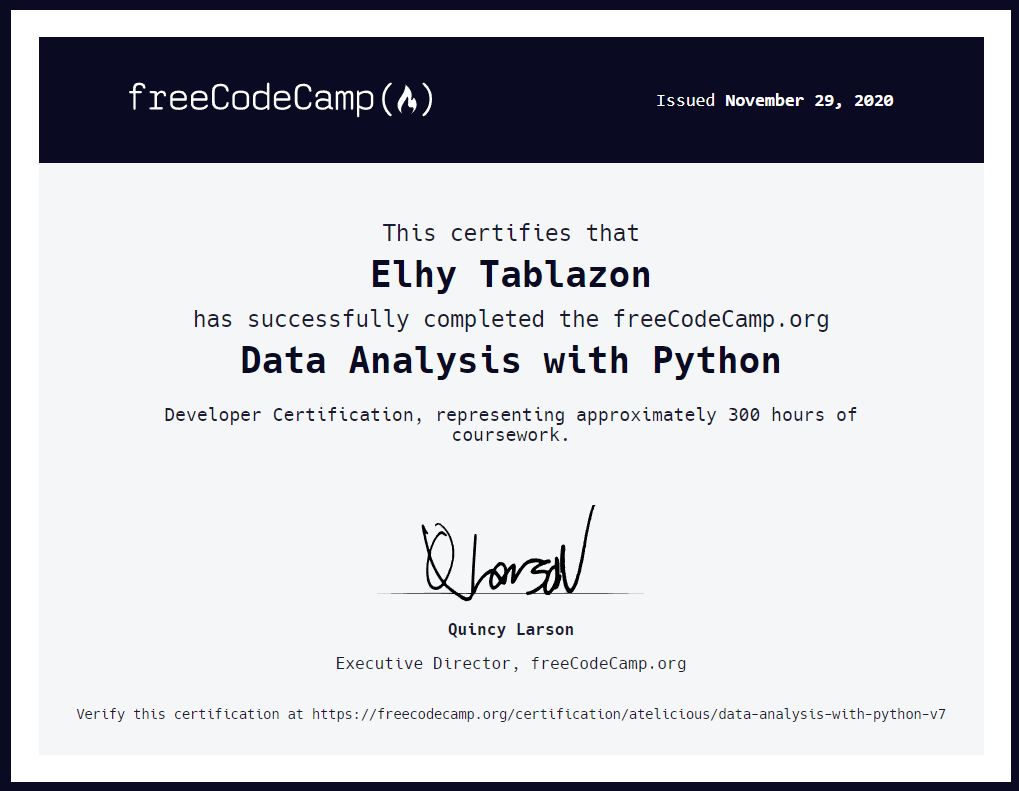 freeCodeCamp
Issued November 29, 2020
This certifies that
Elhy Tablazon
has successfully completed the freeCodeCamp.org
Data Analysis with Python
Developer Certification, representing approximately 300 hours of
coursework.
Q Larson
Quincy Larson
Executive Director, freeCodeCamp.org
Verify this certification at https://freecodecamp.org/certification/atelicious/data-analysis-with-python-v7